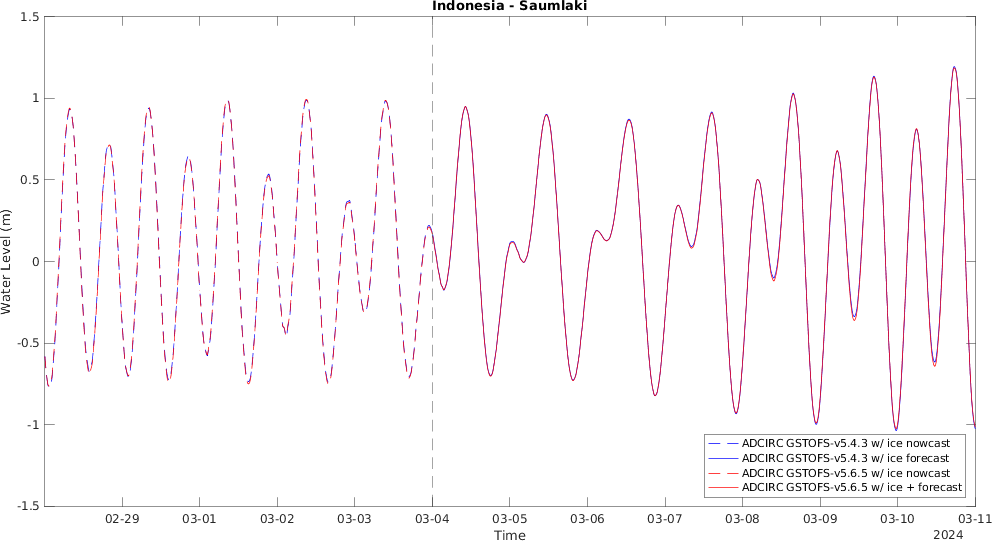 Indonesia - Saumlaki
1.5
1
0.5
0
-0.5
-1
-1.5
Water Level (m)
02-29 03-01 03-02 03-03 03-04 03-05 03-06 03-07 03-08 03-09 03-10 03-11
Time
2024
ADCIRC GSTOFS-v5.4.3 w/ ice nowcast
ADCIRC GSTOFS-v5.4.3 w/ ice forecast
ADCIRC GSTOFS-v5.6.5 w/ ice nowcast
ADCIRC GSTOFS-v5.6.5 w/ ice + forecast